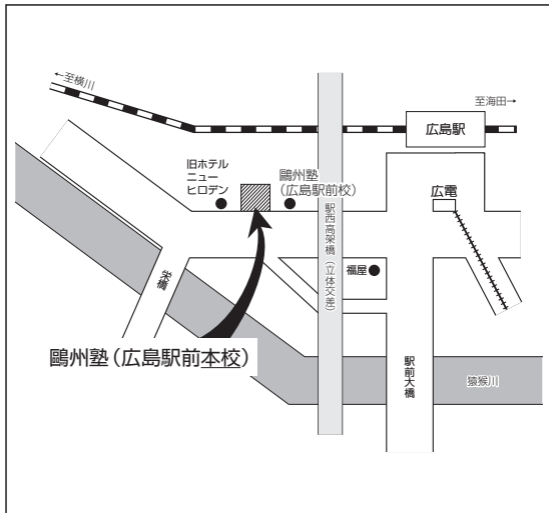 ←至横川
至海田→
広島駅
旧ホテル
ニュー
ヒロデン
鷗州塾
(広島駅前校)
広電
駅西高架橋(立体交差)
福屋
栄橋
鷗州塾(広島駅前本校)
駅前大橋
猿猴川